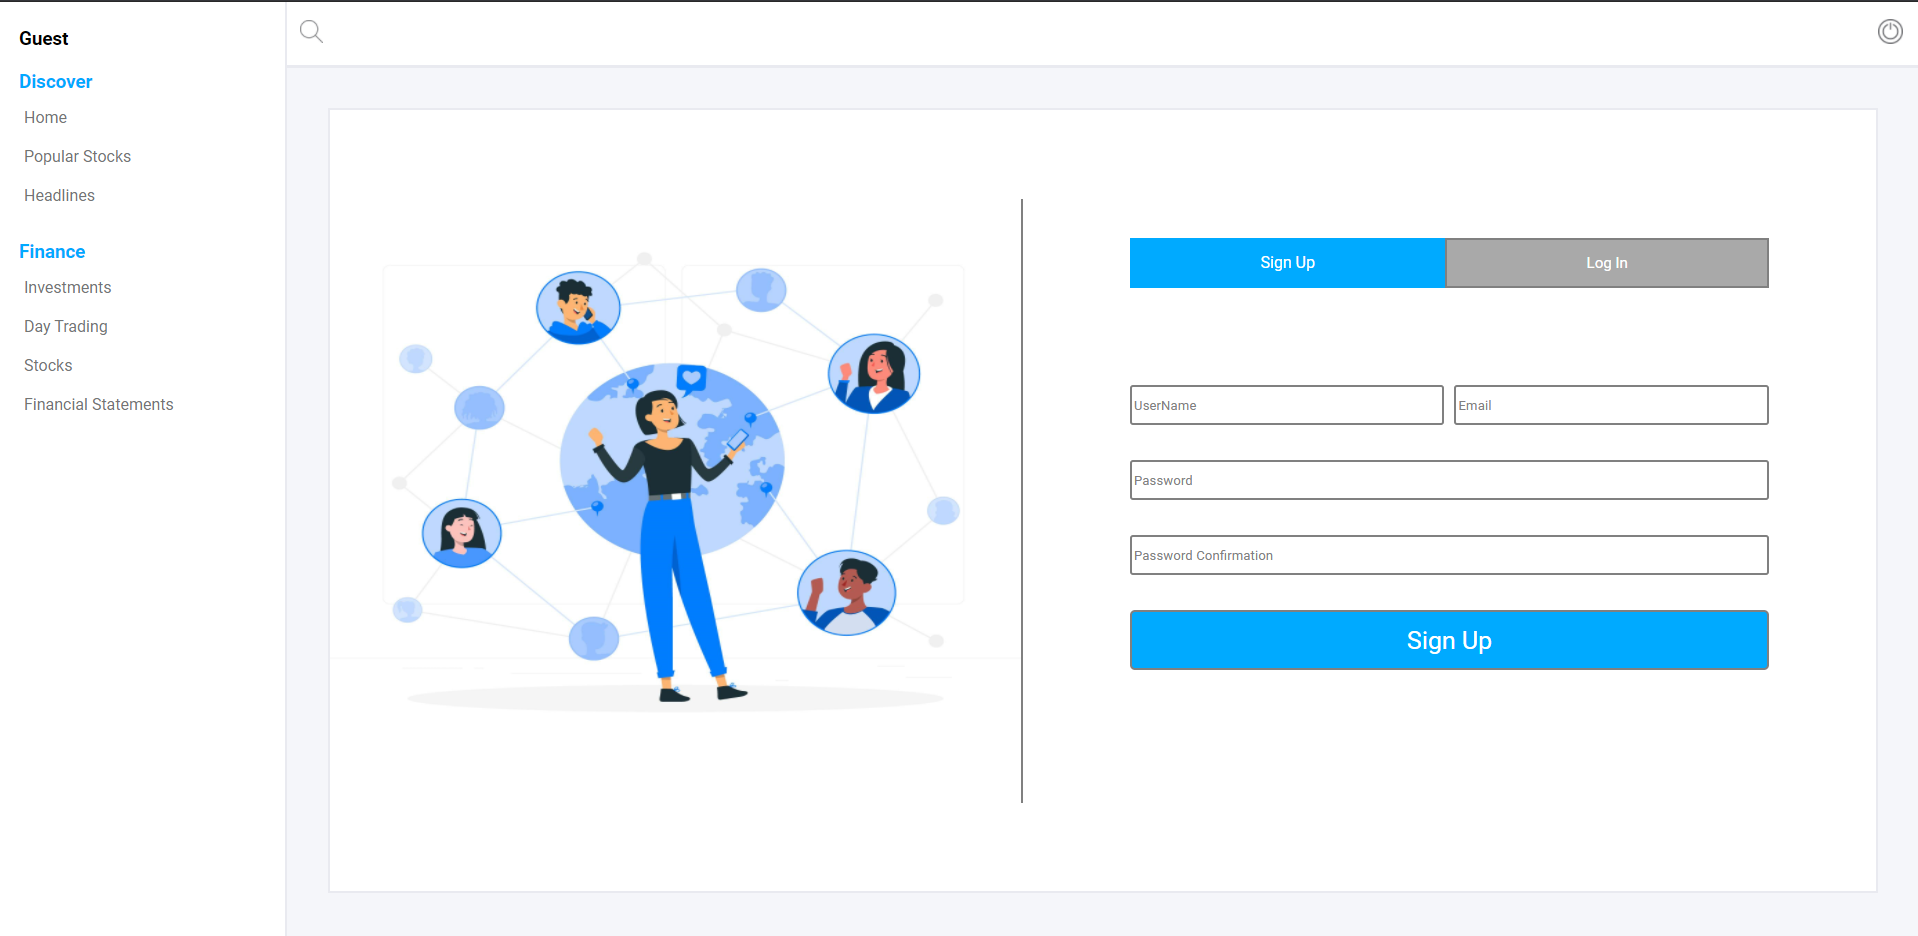 Guest
Discover
Home
Popular Stocks
Headlines
Finance
Investments
Day Trading
Stocks
Financial Statements
Sign Up
Log In
UserName
Email
Password
Password Confirmation
Sign Up